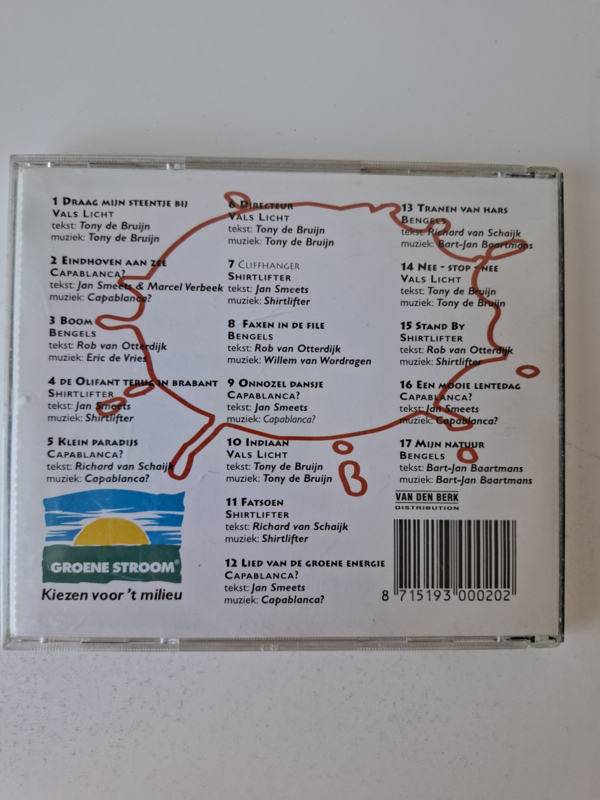 1 Draag mijn steentje bij
Vals Licht
tekst: Tony de Bruijn
muziek: Tony de Bruijn
2 Eindhoven aan zee
Capablanca?
tekst: Jan Smeets & Marcel Verbeek
muziek: Capablanca?
3 Boom
Bengels
tekst: Rob van Otterdijk
muziek: Eric de Vries
4 de Olifant terug in brabant
Shirtlifter
tekst: Jan Smeets
muziek: Shirtlifter
5 Klein paradijs
Capablanca?
tekst: Richard van Schaijk
muziek: Capablanca?
GROENE STROOM®
Kiezen voor 't milieu
6 Directeur
Vals Licht
tekst: Tony de Bruijn
muziek: Tony de Bruijn
7 Cliffhanger
Shirtlifter
tekst: Jan Smeets
muziek: Shirtlifter
8 Faxen in de file
Bengels
tekst: Rob van Otterdijk
muziek: Willem van Wordragen
9 Onnozel dansje
Capablanca?
tekst: Jan Smeets
muziek: Capablanca?
10 Indiaan
Vals Licht
tekst: Tony de Bruijn
muziek: Tony de Bruijn
11 Fatsoen
Shirtlifter
tekst: Richard van Schaijk
muziek: Shirtlifter
12 Lied van de groene energie
Capablanca?
tekst: Jan Smeets
muziek: Capablanca?
13 Tranen van hars
Bengels
tekst: Richard van Schaijk
muziek: Bart-Jan Baartmans
14 Nee - stop - nee
Vals Licht
tekst: Tony de Bruijn
muziek: Tony de Bruijn
15 Stand By
Shirtlifter
tekst: Rob van Otterdijk
muziek: Shirtlifter
16 Een mooie lentedag
Capablanca?
tekst: Jan Smeets
muziek: Capablanca?
17 Mijn natuur
Bengels
tekst: Bart-Jan Baartmans
muziek: Bart-Jan Baartmans
VAN DEN BERK
DISTRIBUTION
8 715193 000202